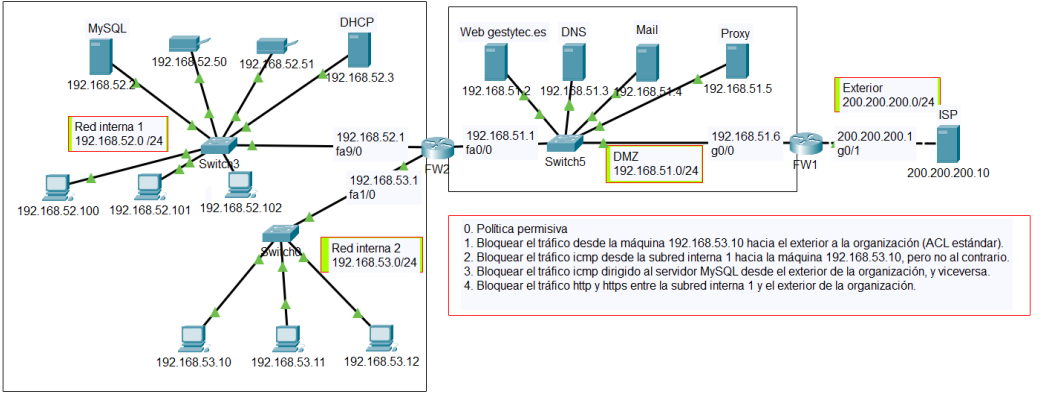 MySQL
192.168.52.2
192.168.52.50
192.168.52.51
DHCP
192.168.52.3
Red interna 1
192.168.52.0 /24
Switch3
192.168.52.100
192.168.52.101
192.168.52.102
192.168.52.1
fa9/0
FW2
192.168.53.1
fa1/0
Switch6
Red interna 2
192.168.53.0/24
192.168.53.10
192.168.53.11
192.168.53.12
Web gestytec.es
192.168.51.2
DNS
192.168.51.3
Mail
192.168.51.4
Proxy
192.168.51.5
192.168.51.1
fa0/0
Switch5
DMZ
192.168.51.0/24
192.168.51.6
g0/0
FW1
Exterior
200.200.200.0/24
200.200.200.1
g0/1
ISP
200.200.200.10
0. Política permisiva
1. Bloquear el tráfico desde la máquina 192.168.53.10 hacia el exterior a la organización (ACL estándar).
2. Bloquear el tráfico icmp desde la subred interna 1 hacia la máquina 192.168.53.10, pero no al contrario.
3. Bloquear el tráfico icmp dirigido al servidor MySQL desde el exterior de la organización, y viceversa.
4. Bloquear el tráfico http y https entre la subred interna 1 y el exterior de la organización.